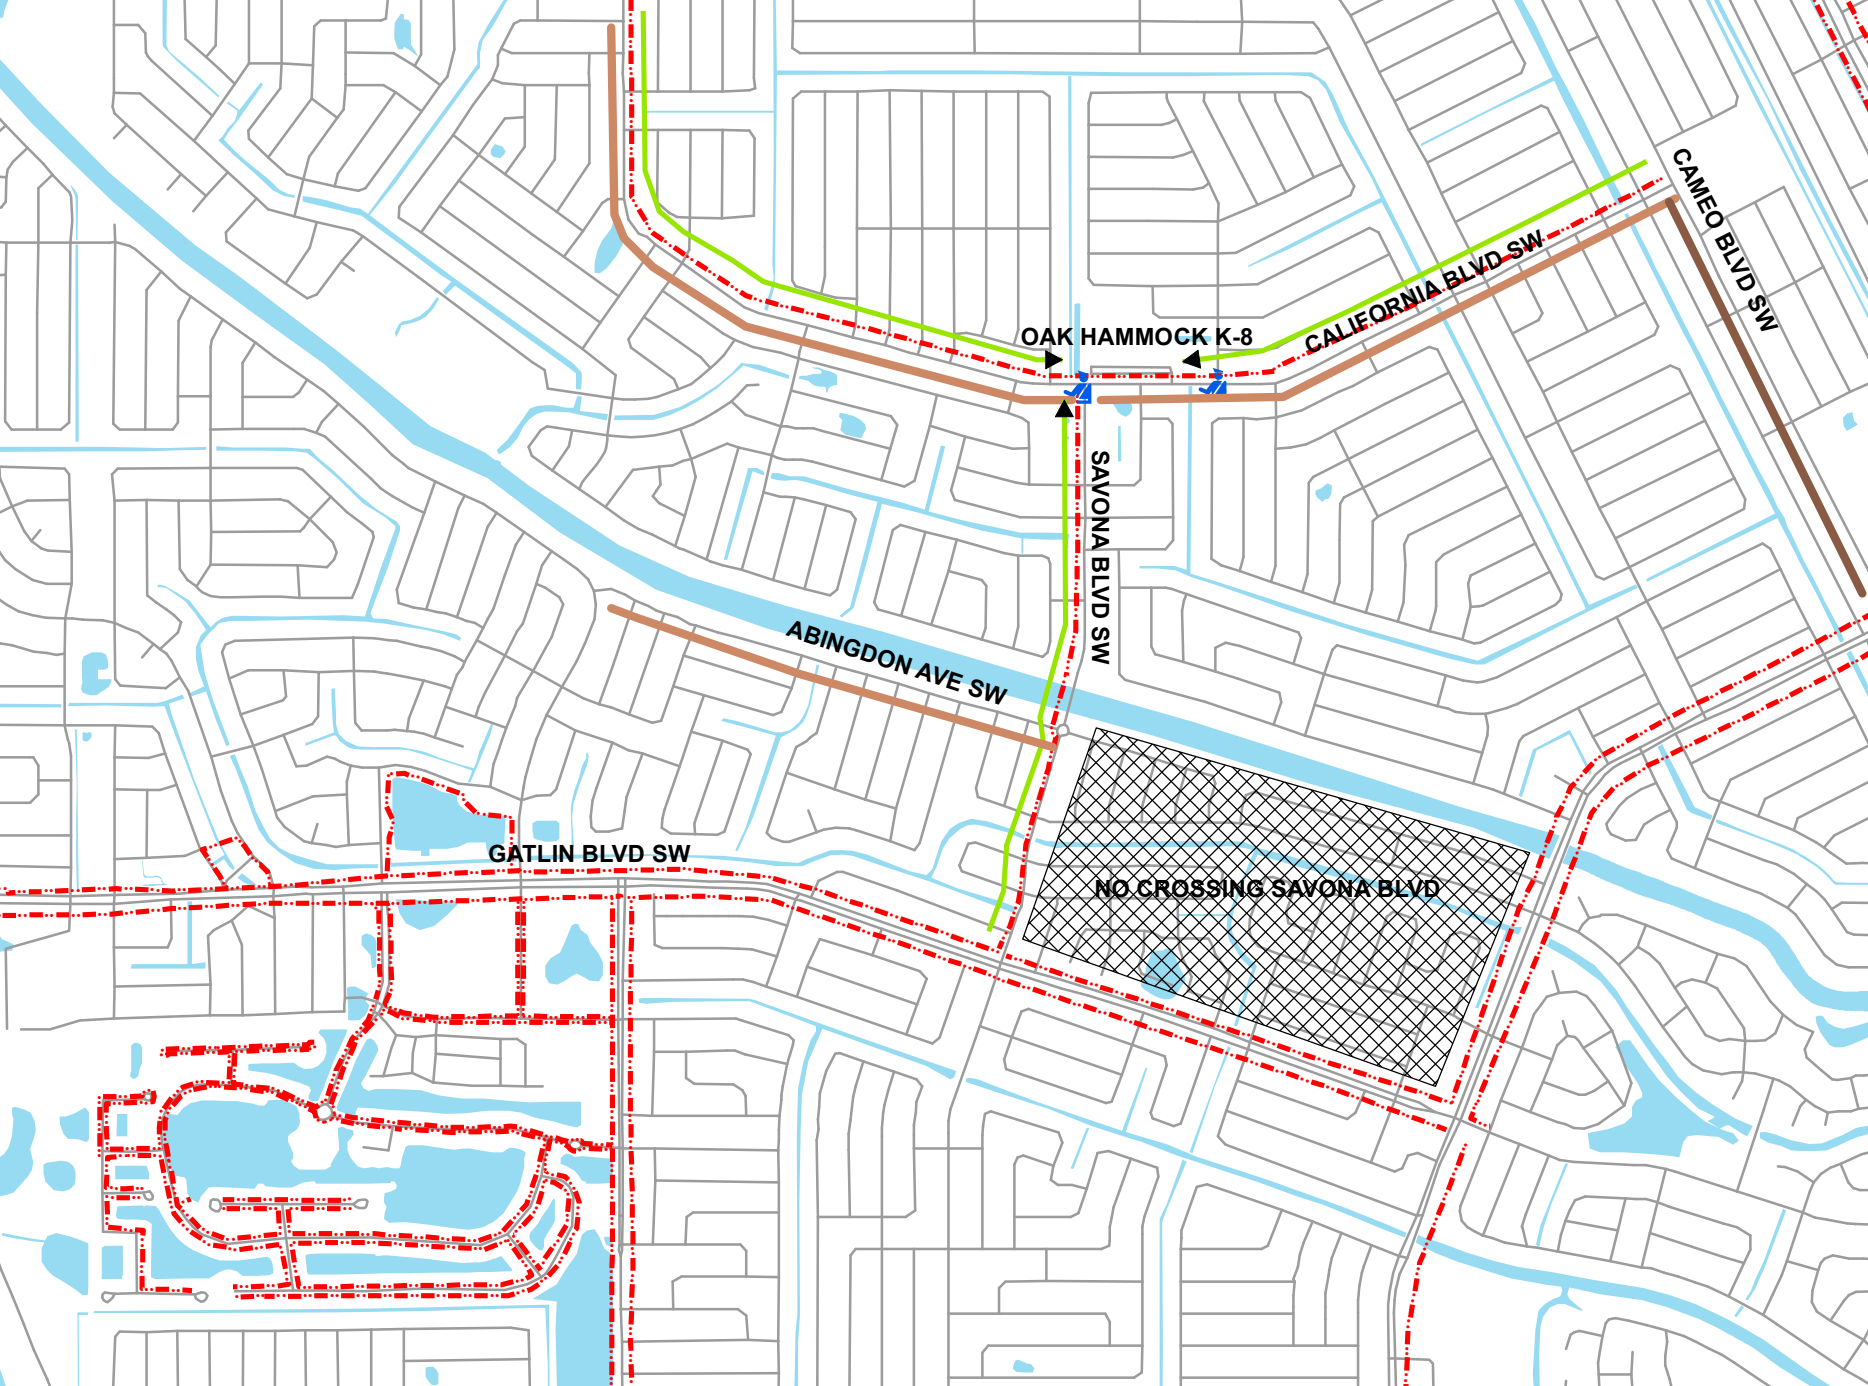 CAMEO BLVD SW
CALIFORNIA BLVD SW
OAK HAMMOCK K-8
SAVONA BLVD SW
ABINGDON AVE SW
GATLIN BLVD SW
NO CROSSING SAVONA BLVD